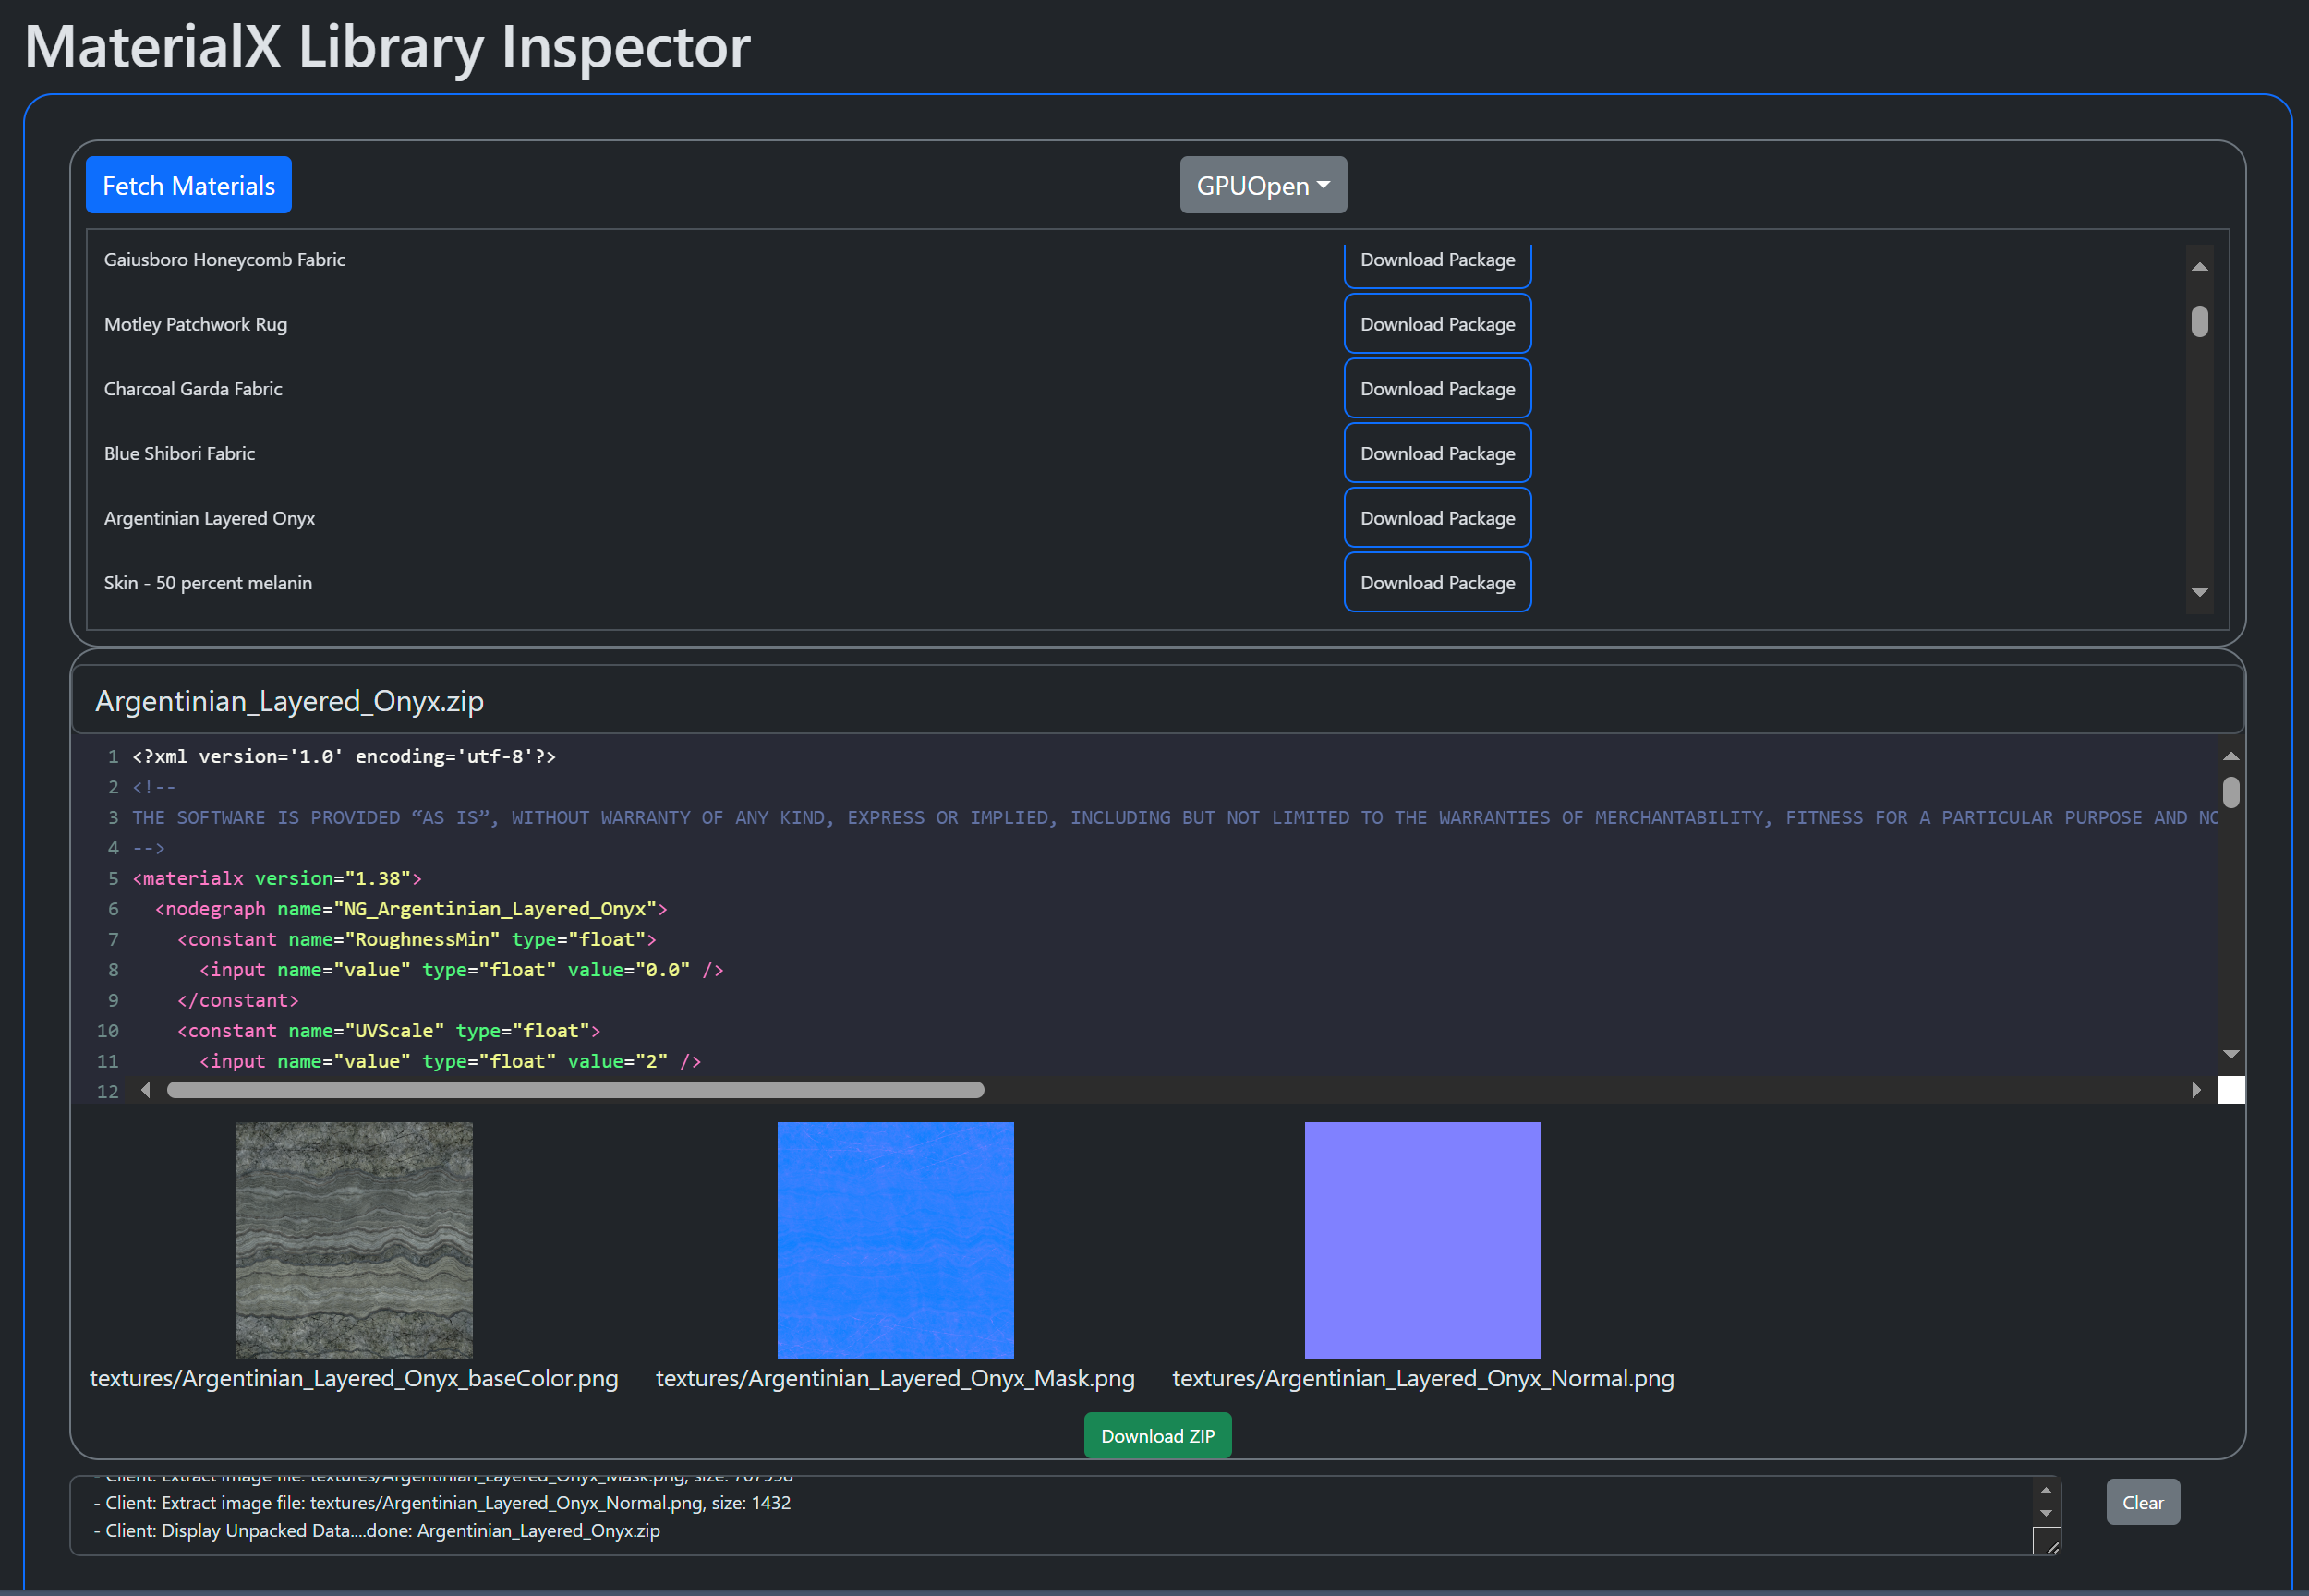 MaterialX Library Inspector
Fetch Materials
GPUOpen
Gaiusboro Honeycomb Fabric Download Package
Motley Patchwork Rug Download Package
Charcoal Garda Fabric Download Package
Blue Shibori Fabric Download Package
Argentinian Layered Onyx Download Package
Skin - 50 percent melanin Download Package
Argentinian_Layered_Onyx.zip
1 <?xml version='1.0' encoding='utf-8'?>
2 <!--
3 THE SOFTWARE IS PROVIDED “AS IS”, WITHOUT WARRANTY OF ANY KIND, EXPRESS OR IMPLIED, INCLUDING BUT NOT LIMITED TO THE WARRANTIES OF MERCHANTABILITY, FITNESS FOR A PARTICULAR PURPOSE AND NO
4 -->
5 <materialx version="1.38">
6 <nodegraph name="NG_Argentinian_Layered_Onyx">
7 <constant name="RoughnessMin" type="float">
8 <input name="value" type="float" value="0.0" />
9 </constant>
10 <constant name="UVScale" type="float">
11 <input name="value" type="float" value="2" />
12
textures/Argentinian_Layered_Onyx_baseColor.png
textures/Argentinian_Layered_Onyx_Mask.png
textures/Argentinian_Layered_Onyx_Normal.png
Download ZIP
- Client: Extract image file: textures/Argentinian_Layered_Onyx_Mask.png, size:
- Client: Extract image file: textures/Argentinian_Layered_Onyx_Normal.png, size: 1432
- Client: Display Unpacked Data....done: Argentinian_Layered_Onyx.zip
Clear